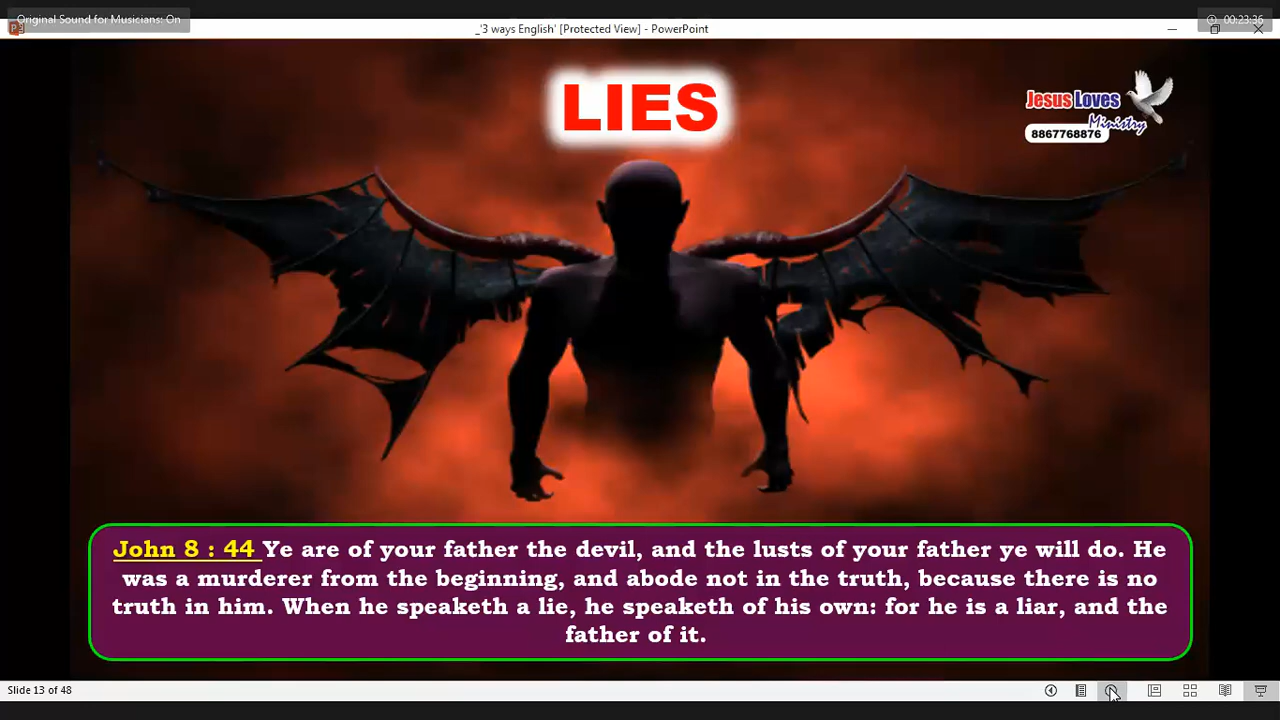 Original Sound for Musicians: On
00:23:36
_'3 ways English' [Protected View] - PowerPoint
LIES
Jesus Loves
Ministry
8867768876
John 8 : 44 Ye are of your father the devil, and the lusts of your father ye will do. He
was a murderer from the beginning, and abode not in the truth, because there is no
truth in him. When he speaketh a lie, he speaketh of his own: for he is a liar, and the
father of it.
Slide 13 of 48